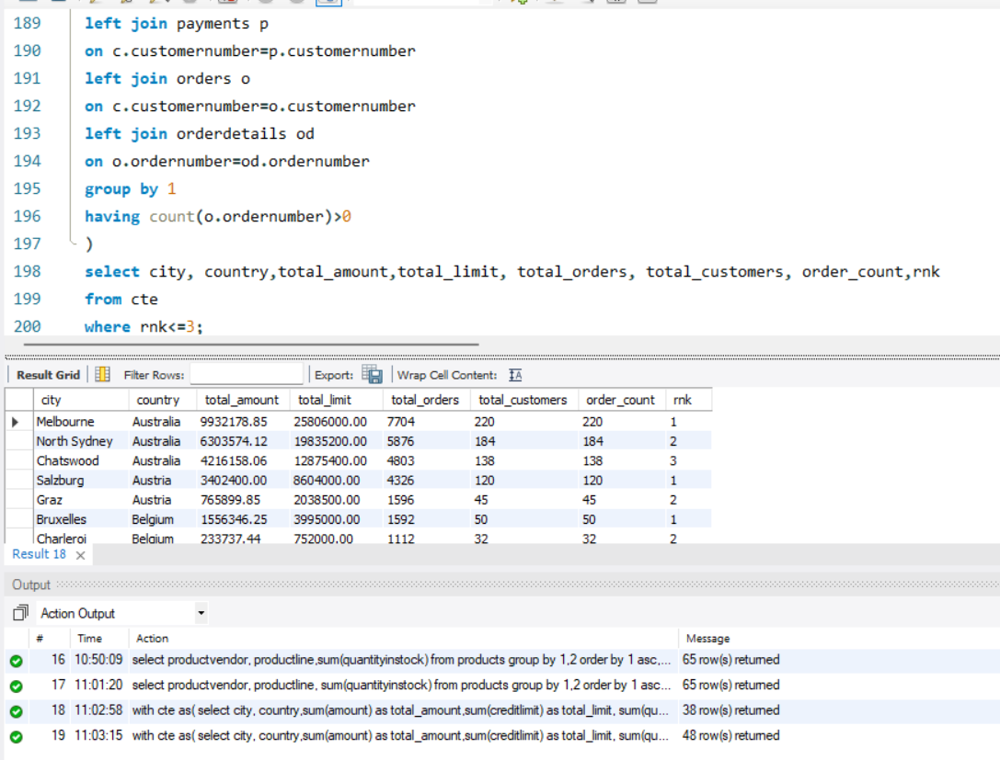 189 left join payments p
190 on c.customernumber=p.customernumber
191 left join orders o
192 on c.customernumber=o.customernumber
193 left join orderdetails od
194 on o.ordernumber=od.ordernumber
195 group by 1
196 having count(o.ordernumber)>0
197 )
198 select city, country,total_amount,total_limit, total_orders, total_customers, order_count,rnk
199 from cte
200 where rnk<=3;
Result Grid Filter Rows: Export: Wrap Cell Content: IA
city country total_amount total_limit total_orders total_customers order_count rnk
Melbourne Australia 9932178.85 25806000.00 7704 220 220 1
North Sydney Australia 6303574.12 19835200.00 5876 184 184 2
Chatswood Australia 4216158.06 12875400.00 4803 138 138 3
Salzburg Austria 3402400.00 8604000.00 4326 120 120 1
Graz Austria 765899.85 2038500.00 1596 45 45 2
Bruxelles Belgium 1556346.25 3995000.00 1592 50 50 1
Charleroi Belgium 233737.44 752000.00 1112 32 32 2
Result 18 ×
Output
Action Output
# Time Action Message
16 10:50:09 select productvendor, productline,sum(quantityinstock) from products group by 1,2 order by 1 asc,... 65 row(s) returned
17 11:01:20 select productvendor, productline, sum(quantityinstock) from products group by 1,2 order by 1 asc... 65 row(s) returned
18 11:02:58 with cte as( select city, country,sum(amount) as total_amount,sum(creditlimit) as total_limit, sum(qu... 38 row(s) returned
19 11:03:15 with cte as( select city, country,sum(amount) as total_amount,sum(creditlimit) as total_limit, sum(qu... 48 row(s) returned